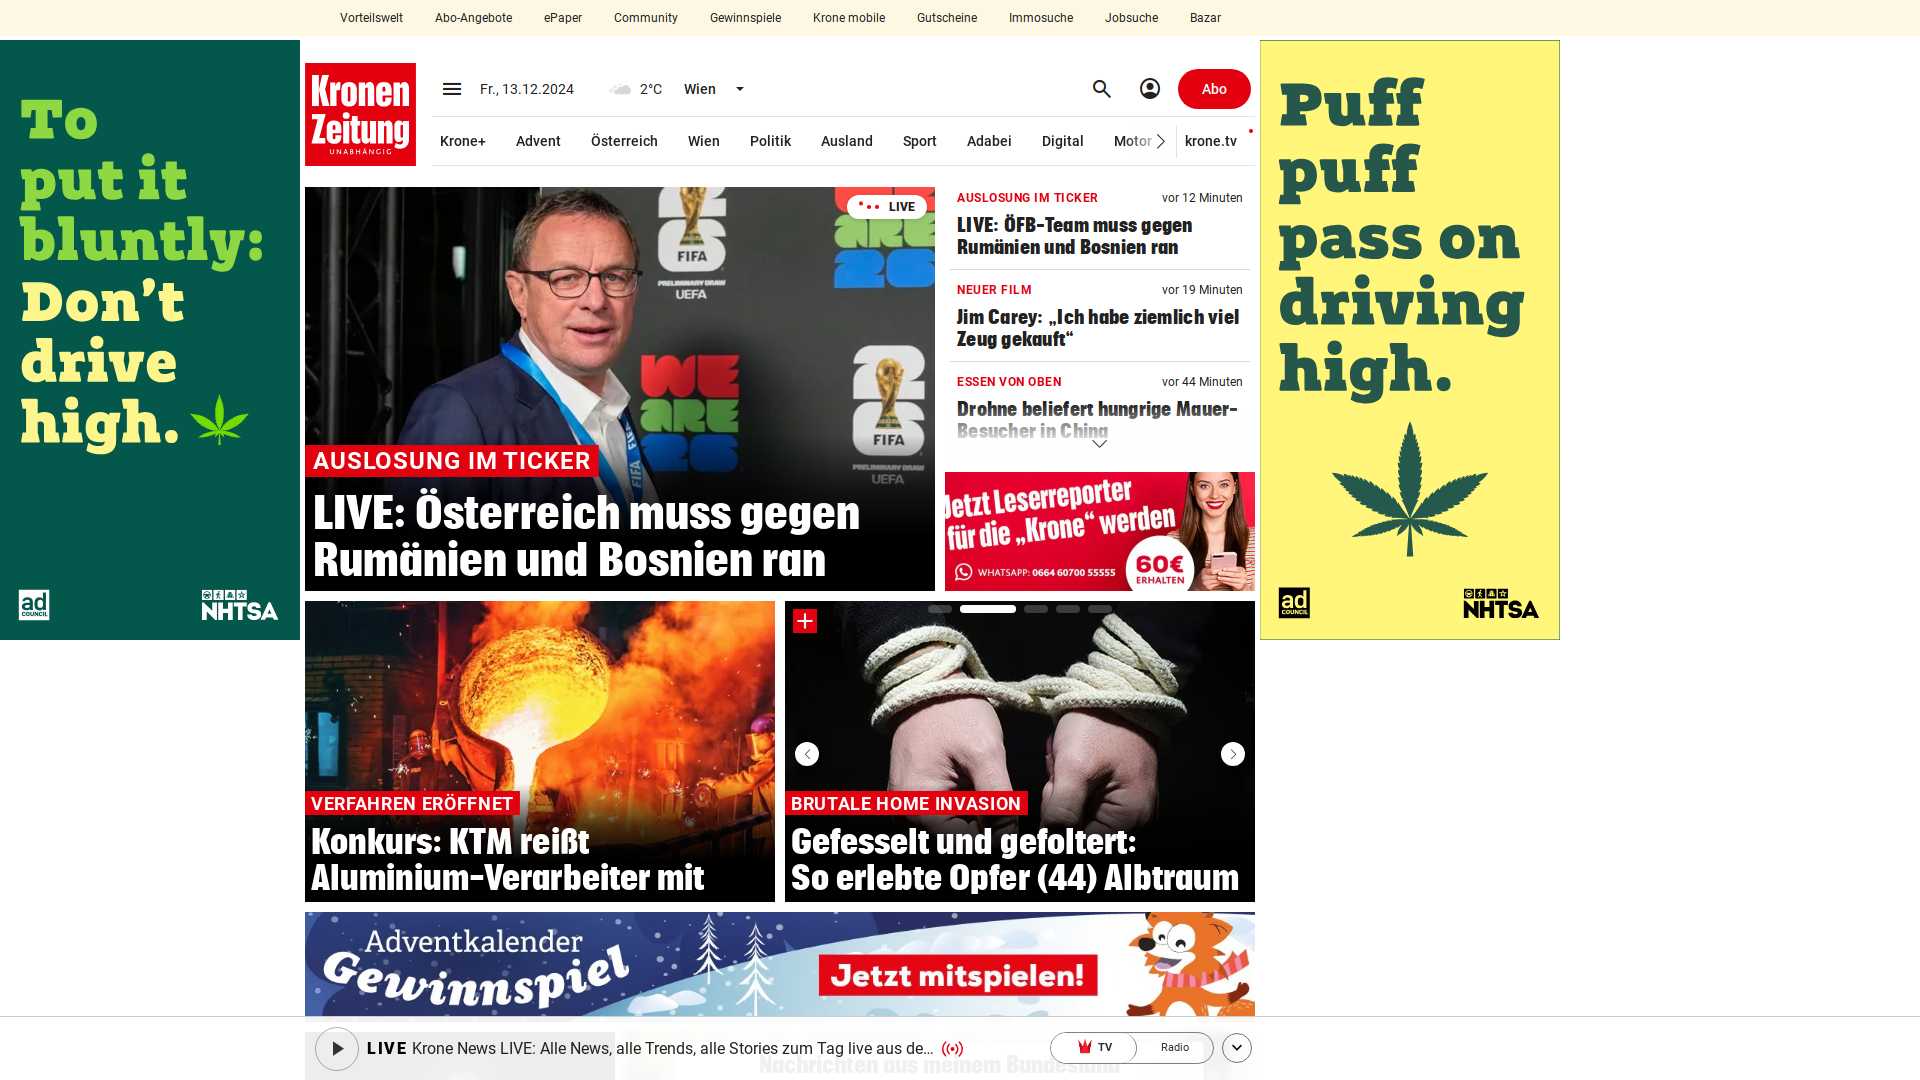 Vorteilswelt Abo-Angebote ePaper Community Gewinnspiele Krone mobile Gutscheine Immosuche Jobsuche Bazar
To
put it
bluntly:
Don't
drive
high.
ad
COUNCIL
NHTSA
Kronen
Zeitung
UNABHÄNGIG
Fr., 13.12.2024 2°C Wien
Abo
Krone+ Advent Österreich Wien Politik Ausland Sport Adabei Digital Motor krone.tv
LIVE
FIFA
PRELIMINARY DRAW
UEFA
WE
ARE
26
FIFA
PRELIMINARY DRAW
UEFA
FIFA
AUSLOSUNG IM TICKER
LIVE: Österreich muss gegen
Rumänien und Bosnien ran
AUSLOSUNG IM TICKER vor 12 Minuten
LIVE: ÖFB-Team muss gegen
Rumänien und Bosnien ran
NEUER FILM vor 19 Minuten
Jim Carey: „Ich habe ziemlich viel
Zeug gekauft“
ESSEN VON OBEN vor 44 Minuten
Drohne beliefert hungrige Mauer-
Besucher in China
Jetzt Leserreporter
für die „Krone“ werden
WHATSAPP: 0664 60700 55555
60€
ERHALTEN
VERFAHREN ERÖFFNET
Konkurs: KTM reißt
Aluminium-Verarbeiter mit
BRUTALE HOME INVASION
Gefesselt und gefoltert:
So erlebte Opfer (44) Albtraum
Adventkalender
Gewinnspiel
Jetzt mitspielen!
LIVE Krone News LIVE: Alle News, alle Trends, alle Stories zum Tag live aus de...
TV Radio
Nachrichten aus meinem Bundesland
Puff
puff
pass on
driving
high.
ad
COUNCIL
NHTSA